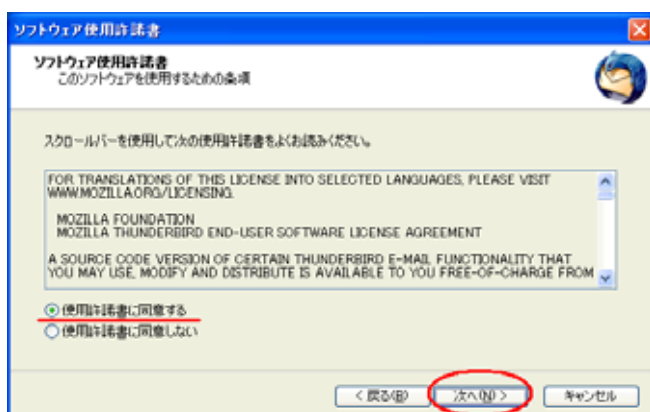 ソフトウェア使用許諾書
ソフトウェア使用許諾書
このソフトウェアを使用するための条項
スクロールバーを使用して次の使用許諾書をよくお読みください。
FOR TRANSLATIONS OF THIS LICENSE INTO SELECTED LANGUAGES, PLEASE VISIT
WWW.MOZILLA.ORG/LICENSING.
MOZILLA FOUNDATION
MOZILLA THUNDERBIRD END-USER SOFTWARE LICENSE AGREEMENT
A SOURCE CODE VERSION OF CERTAIN THUNDERBIRD E-MAIL FUNCTIONALITY THAT
YOU MAY USE, MODIFY AND DISTRIBUTE IS AVAILABLE TO YOU FREE-OF-CHARGE FROM
使用許諾書に同意する
使用許諾書に同意しない
< 戻る(B) 次へ(N) > キャンセル